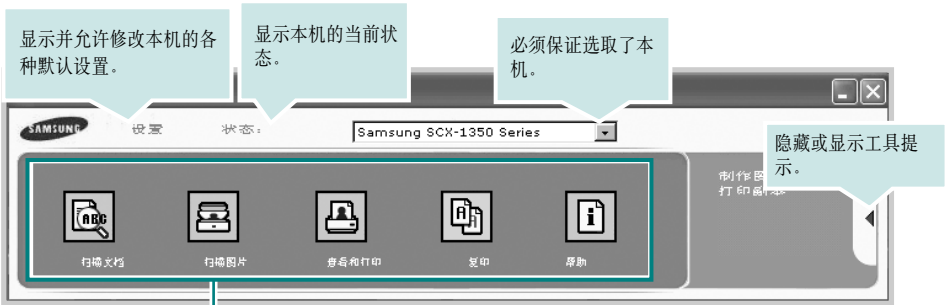 显示并允许修改本机的各
种默认设置。
显示本机的当前状
态。
必须保证选取了本
机。
SAMSUNG
设置
状态:
Samsung SCX-1350 Series
隐藏或显示工具提
示。
制作图
打印副本
扫描文档
扫描图片
查看和打印
复印
帮助
ABC
A
A
i